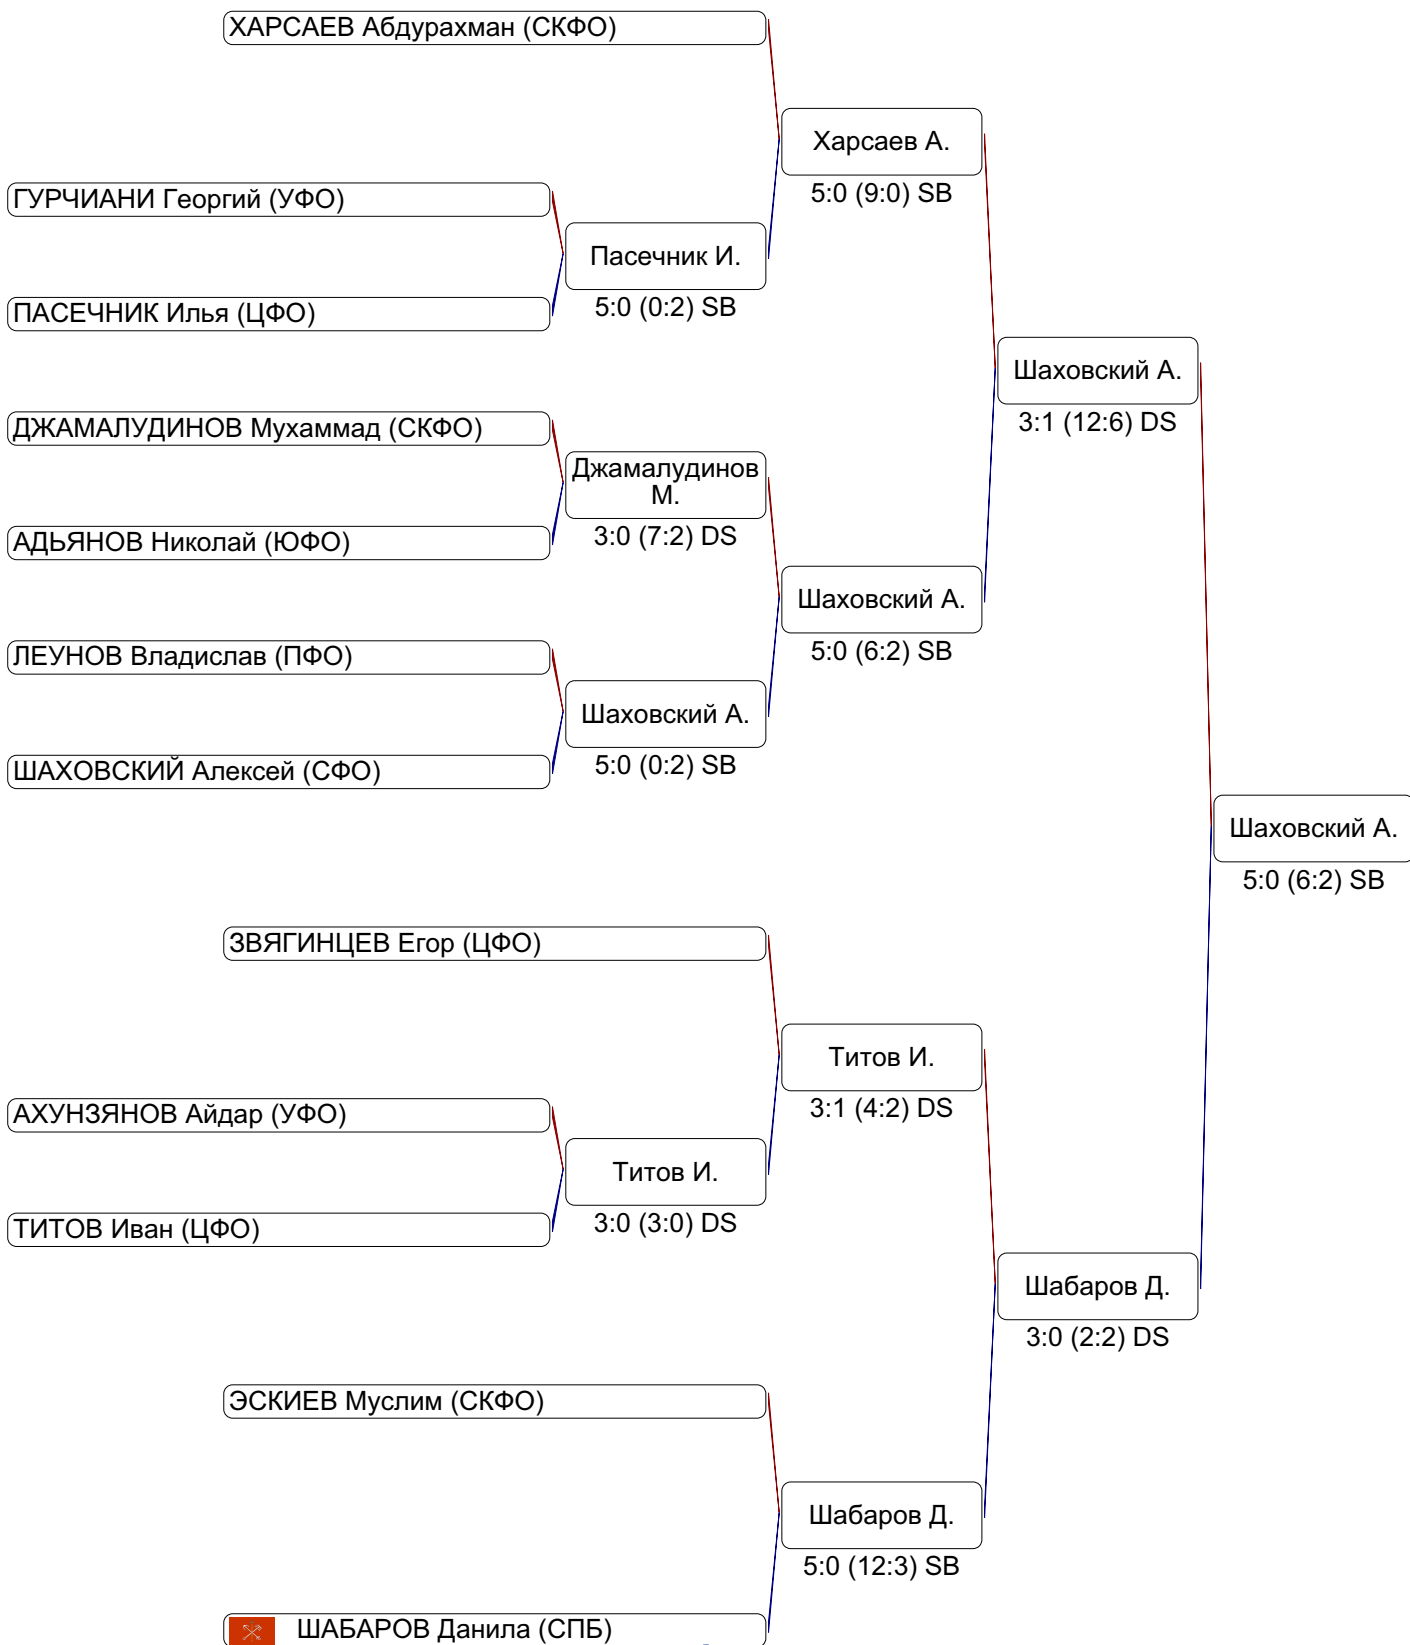 ХАРСАЕВ Абдурахман (СКФО)
Харсаев А.
5:0 (9:0) SB
ГУРЧИАНИ Георгий (УФО)
Пасечник И.
5:0 (0:2) SB
ПАСЕЧНИК Илья (ЦФО)
Шаховский А.
3:1 (12:6) DS
ДЖАМАЛУДИНОВ Мухаммад (СКФО)
Джамалудинов
М.
3:0 (7:2) DS
АДЬЯНОВ Николай (ЮФО)
Шаховский А.
5:0 (6:2) SB
ЛЕУНОВ Владислав (ПФО)
Шаховский А.
5:0 (0:2) SB
ШАХОВСКИЙ Алексей (СФО)
Шаховский А.
5:0 (6:2) SB
ЗВЯГИНЦЕВ Егор (ЦФО)
Титов И.
3:1 (4:2) DS
АХУНЗЯНОВ Айдар (УФО)
Титов И.
3:0 (3:0) DS
ТИТОВ Иван (ЦФО)
Шабаров Д.
3:0 (2:2) DS
ЭСКИЕВ Муслим (СКФО)
Шабаров Д.
5:0 (12:3) SB
ШАБАРОВ Данила (СПБ)